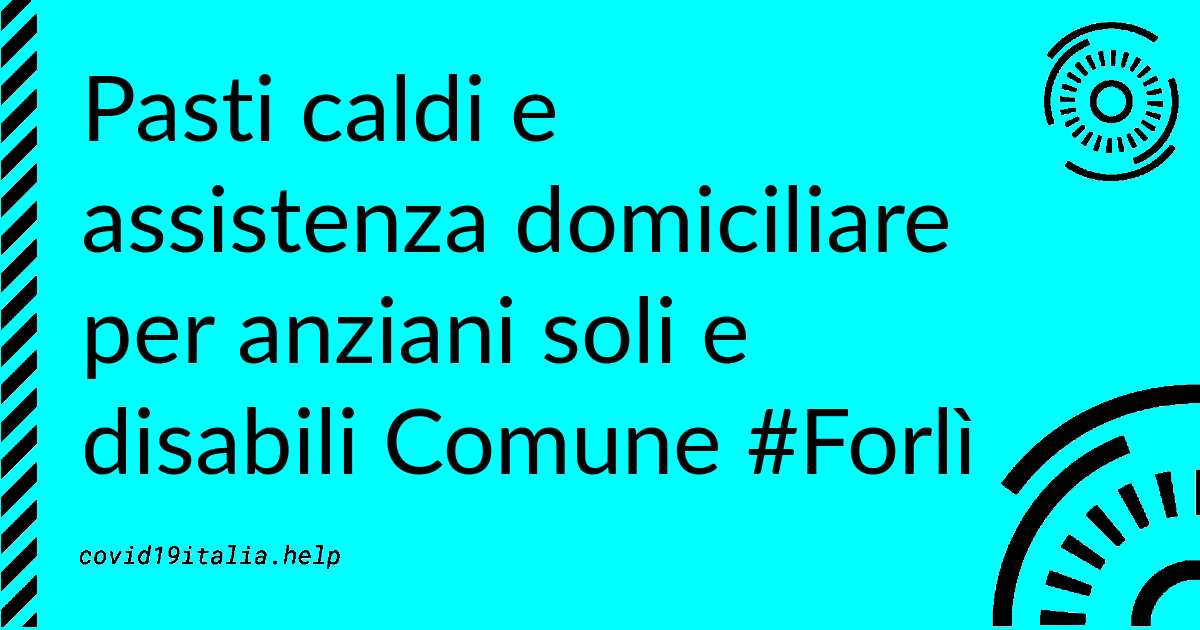 Pasti caldi e
assistenza domiciliare
per anziani soli e
disabili Comune #Forlì
covid19italia.help